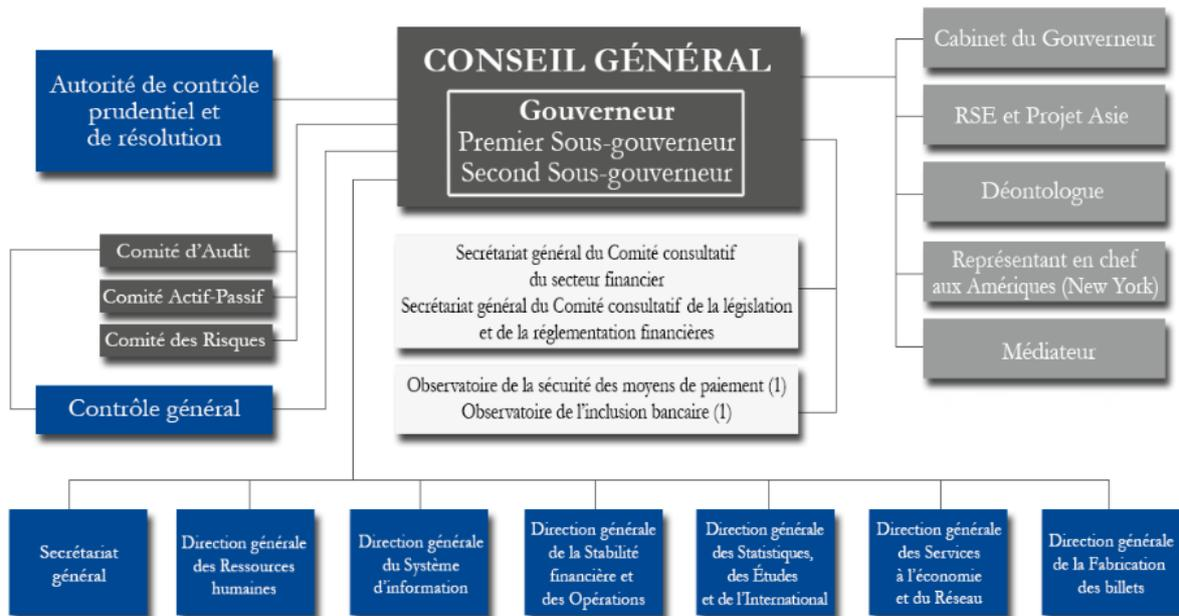 CONSEIL GÉNÉRAL
Gouverneur
Premier Sous-gouverneur
Second Sous-gouverneur
Autorité de contrôle
prudentiel et
de résolution
Comité d'Audit
Comité Actif-Passif
Comité des Risques
Contrôle général
Secrétariat général du Comité consultatif
du secteur financier
Secrétariat général du Comité consultatif de la législation
et de la réglementation financières
Observatoire de la sécurité des moyens de paiement (1)
Observatoire de l'inclusion bancaire (1)
Cabinet du Gouverneur
RSE et Projet Asie
Déontologue
Représentant en chef
aux Amériques (New York)
Médiateur
Secrétariat
général
Direction générale
des Ressources
humaines
Direction générale
du Système
d'information
Direction générale
de la Stabilité
financière et
des Opérations
Direction générale
des Statistiques,
des Études
et de l'International
Direction générale
des Services
à l'économie
et du Réseau
Direction générale
de la Fabrication
des billets